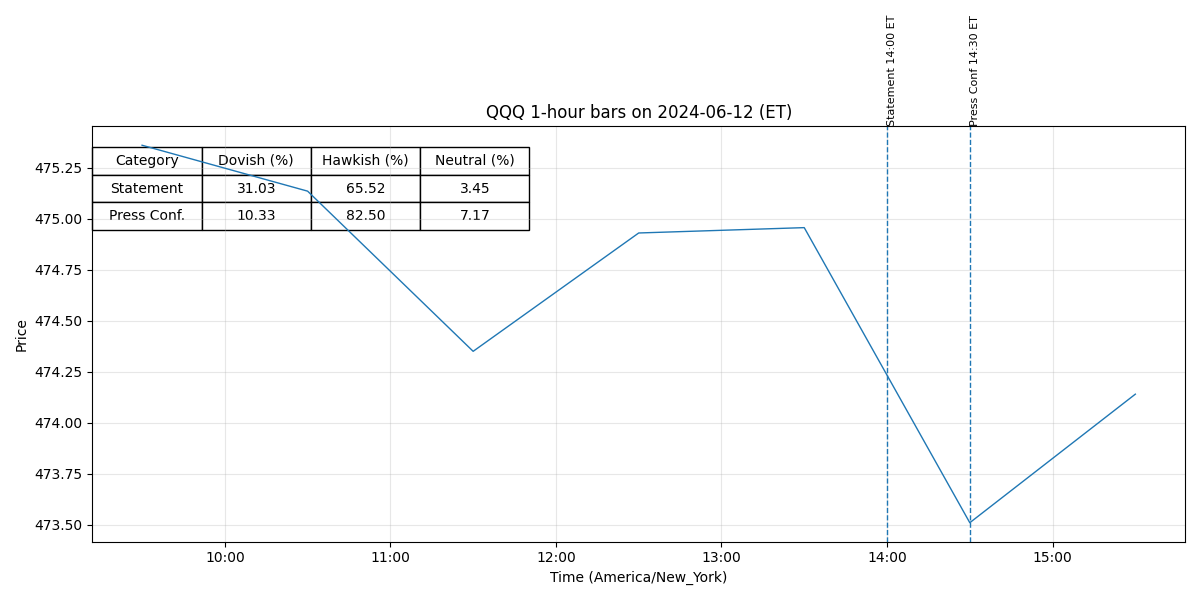 Statement 14:00 ET
Press Conf 14:30 ET
QQQ 1-hour bars on 2024-06-12 (ET)
Category Dovish (%) Hawkish (%) Neutral (%)
Statement 31.03 65.52 3.45
Press Conf. 10.33 82.50 7.17
Price
475.25
475.00
474.75
474.50
474.25
474.00
473.75
473.50
10:00 11:00 12:00 13:00 14:00 15:00
Time (America/New_York)